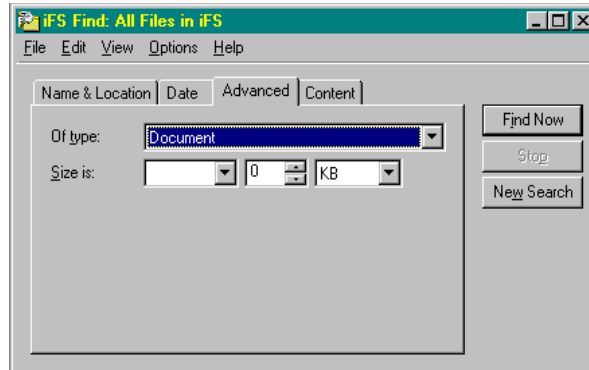 iFS Find: All Files in iFS
File Edit View Options Help
Name & Location Date Advanced Content
Of type: Document
Find Now
Size is: 0 KB
Stop
New Search